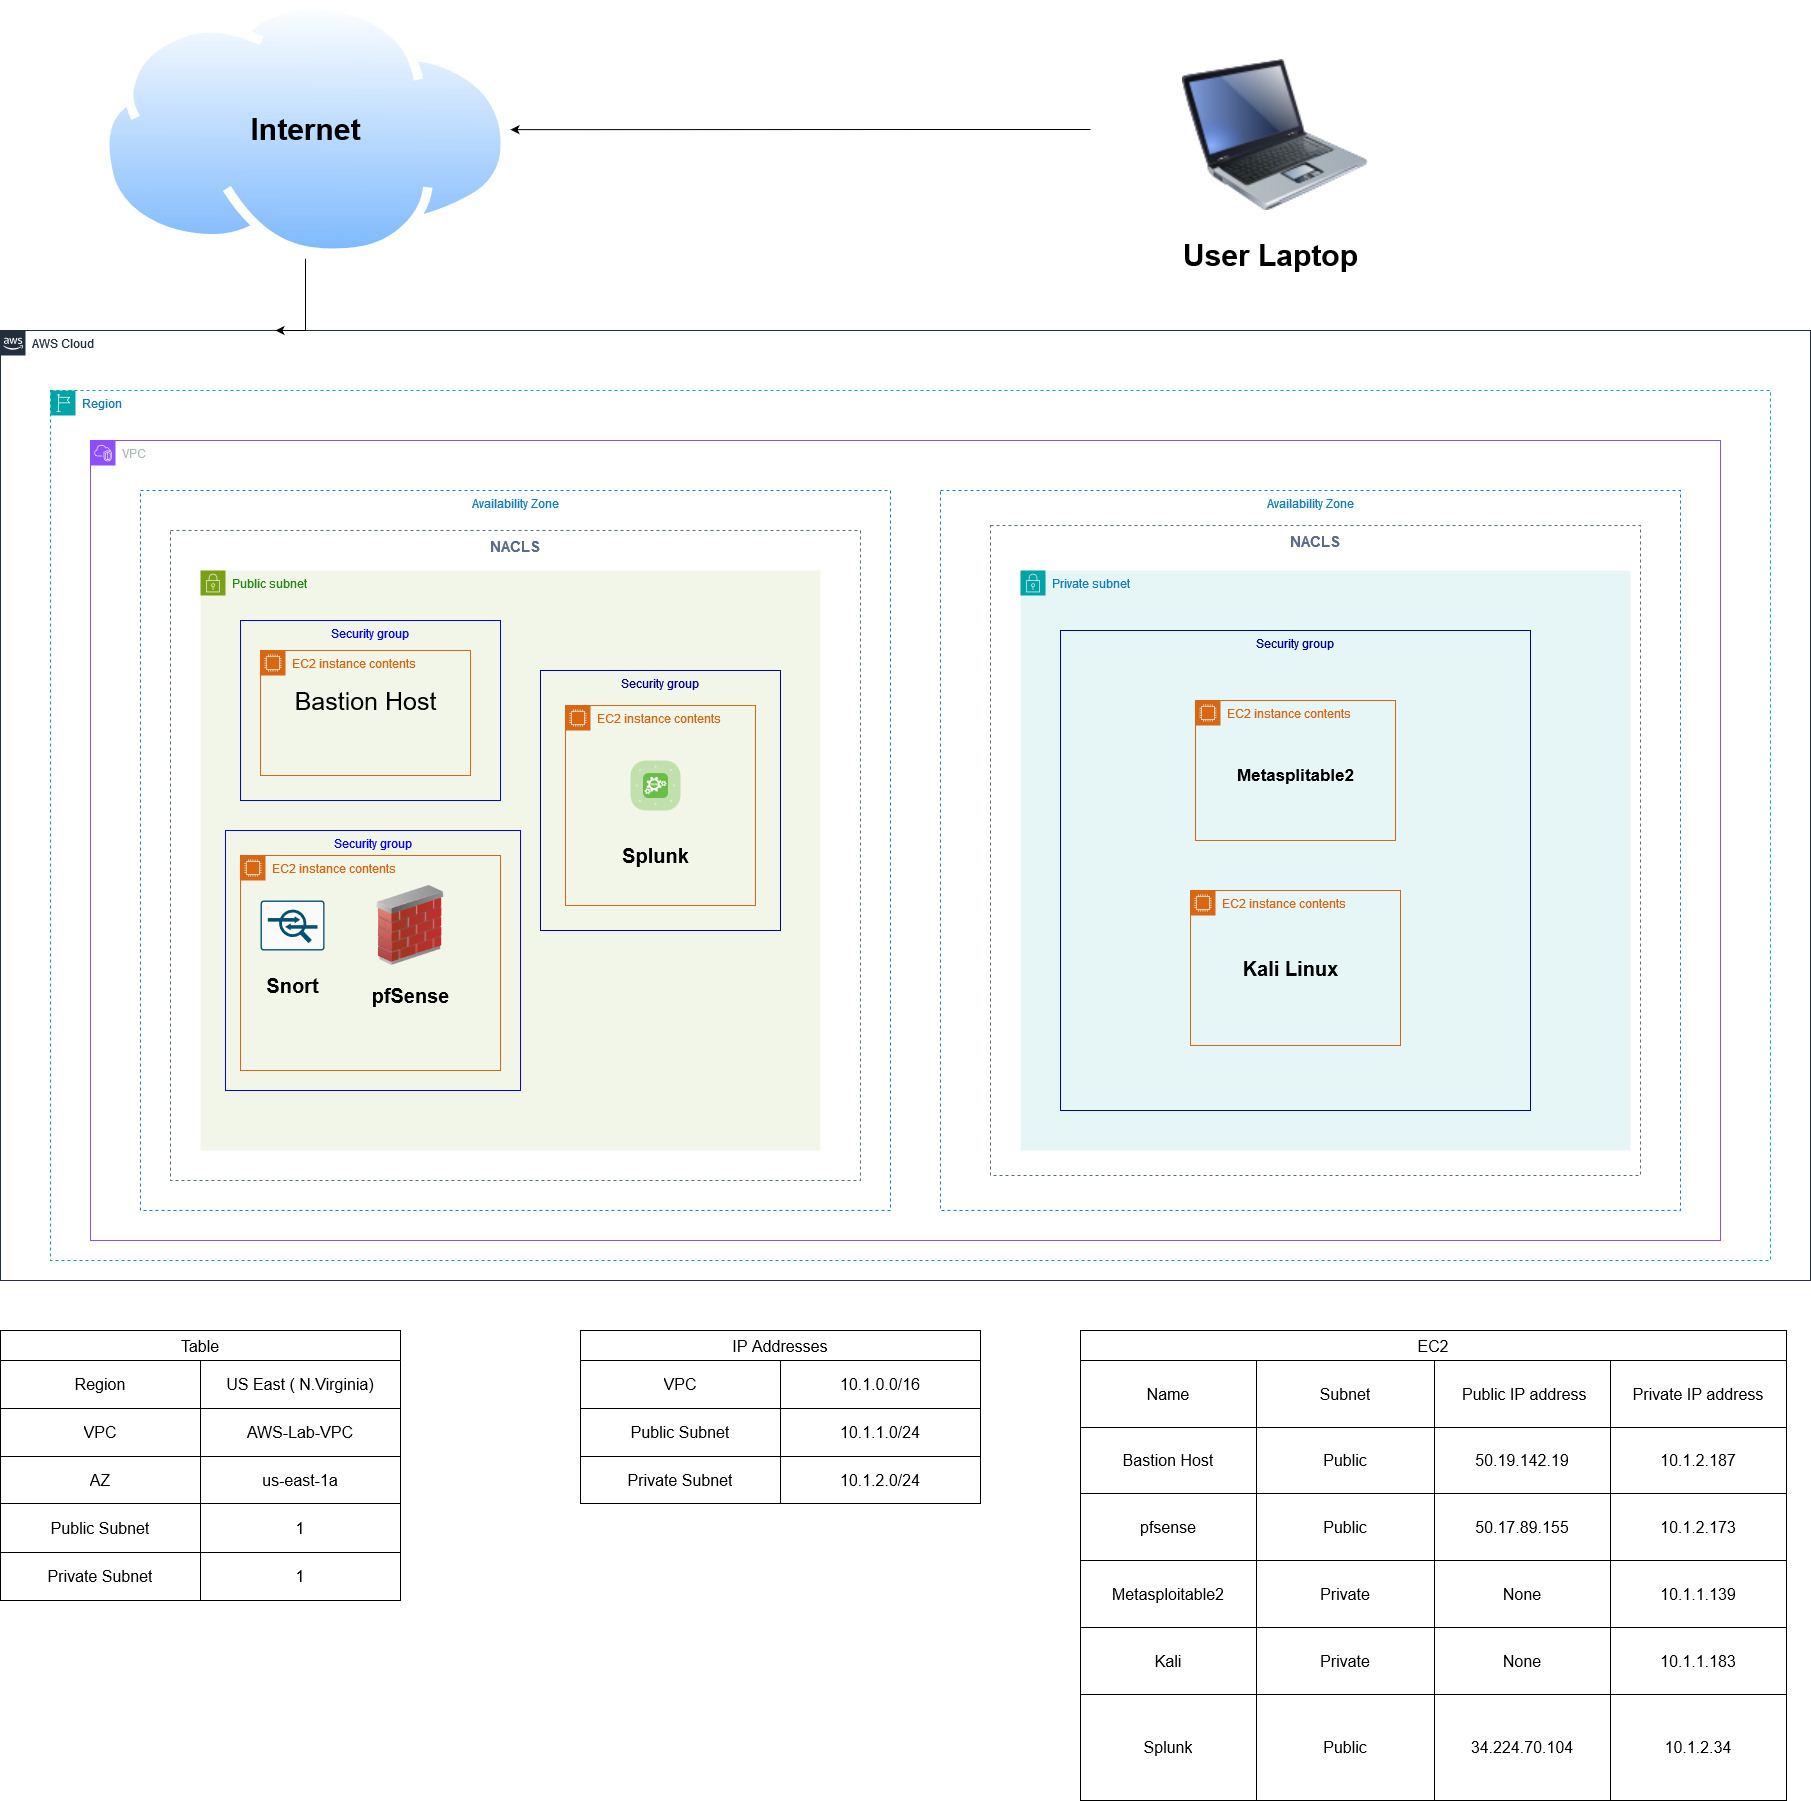 Internet
User Laptop
aws
AWS Cloud
Region
VPC
Availability Zone
NACLS
Public subnet
Security group
EC2 instance contents
Bastion Host
Security group
EC2 instance contents
Splunk
Security group
EC2 instance contents
Snort
pfSense
Availability Zone
NACLS
Private subnet
Security group
EC2 instance contents
Metasplitable2
EC2 instance contents
Kali Linux
Table
Region US East ( N.Virginia)
VPC AWS-Lab-VPC
AZ us-east-1a
Public Subnet 1
Private Subnet 1
IP Addresses
VPC 10.1.0.0/16
Public Subnet 10.1.1.0/24
Private Subnet 10.1.2.0/24
EC2
Name Subnet Public IP address Private IP address
Bastion Host Public 50.19.142.19 10.1.2.187
pfsense Public 50.17.89.155 10.1.2.173
Metasploitable2 Private None 10.1.1.139
Kali Private None 10.1.1.183
Splunk Public 34.224.70.104 10.1.2.34